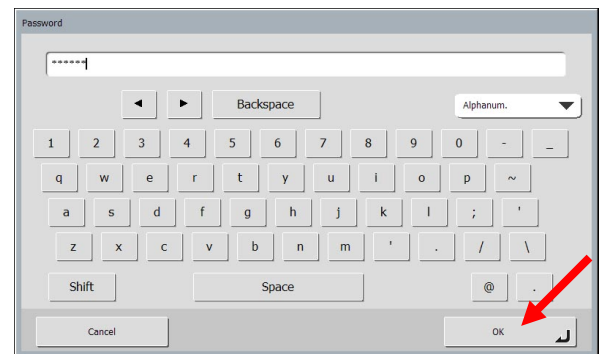 Password
******
◄ ► Backspace Alphanum.
1 2 3 4 5 6 7 8 9 0 - _
q w e r t y u i o p ~
a s d f g h j k l ; '
z x c v b n m ' . / \
Shift Space @ .
Cancel OK